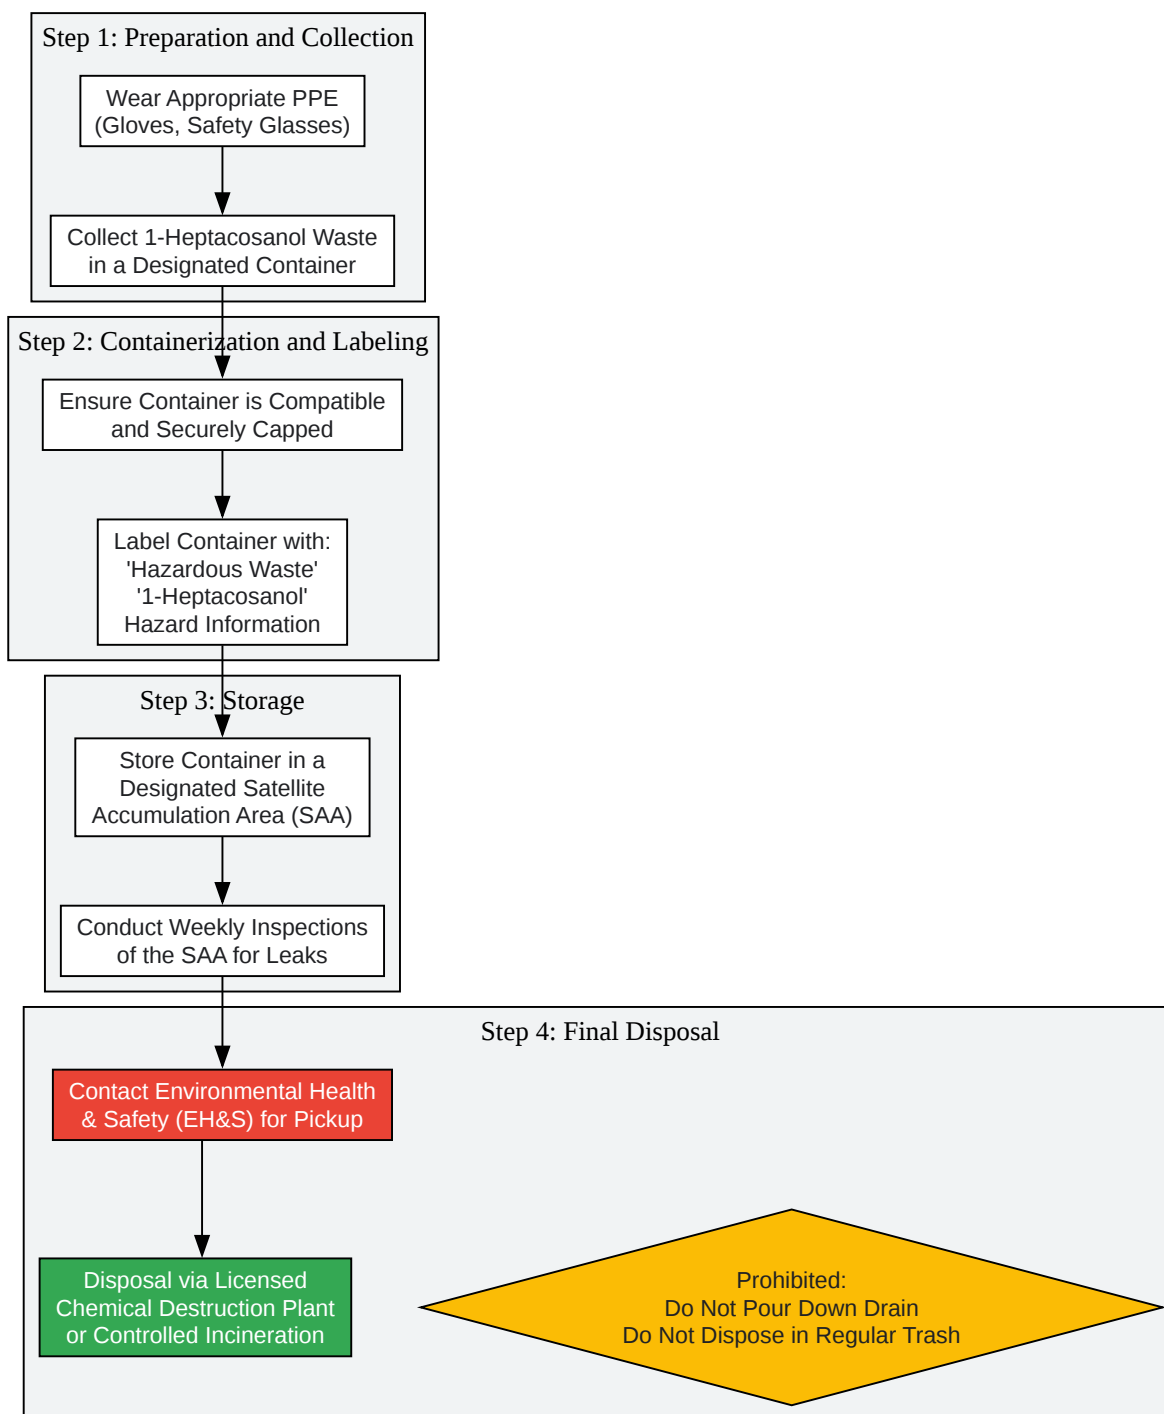 Step 1: Preparation and Collection
Wear Appropriate PPE
(Gloves, Safety Glasses)
Collect 1-Heptacosanol Waste
in a Designated Container
Step 2: Containerization and Labeling
Ensure Container is Compatible
and Securely Capped
Label Container with:
'Hazardous Waste'
'1-Heptacosanol'
Hazard Information
Step 3: Storage
Store Container in a
Designated Satellite
Accumulation Area (SAA)
Conduct Weekly Inspections
of the SAA for Leaks
Step 4: Final Disposal
Contact Environmental Health
& Safety (EH&S) for Pickup
Disposal via Licensed
Chemical Destruction Plant
or Controlled Incineration
Prohibited:
Do Not Pour Down Drain
Do Not Dispose in Regular Trash